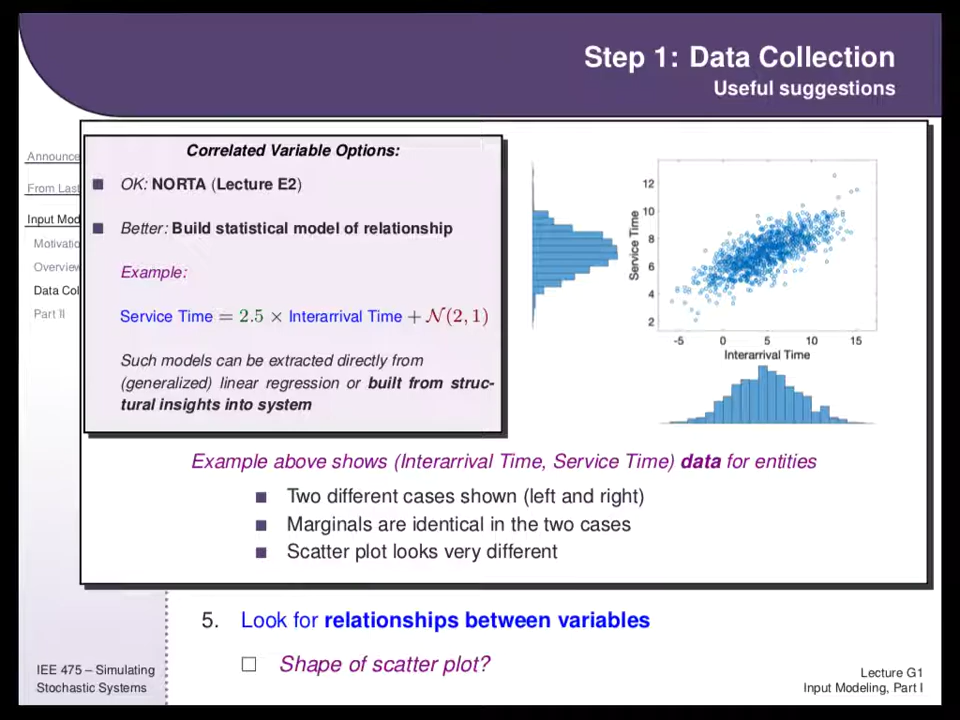 Step 1: Data Collection
Useful suggestions
Announce
From Last
Input Mod
Motivatio
Overview
Data Col
Part II
Correlated Variable Options:
OK: NORTA (Lecture E2)
Better: Build statistical model of relationship
Example:
Service Time = 2.5 × Interarrival Time + 𝒩(2, 1)
Such models can be extracted directly from
(generalized) linear regression or built from struc-
tural insights into system
12
10
8
6
4
2
Service Time
-5 0 5 10 15
Interarrival Time
Example above shows (Interarrival Time, Service Time) data for entities
Two different cases shown (left and right)
Marginals are identical in the two cases
Scatter plot looks very different
5. Look for relationships between variables
Shape of scatter plot?
IEE 475 – Simulating
Stochastic Systems
Lecture G1
Input Modeling, Part I